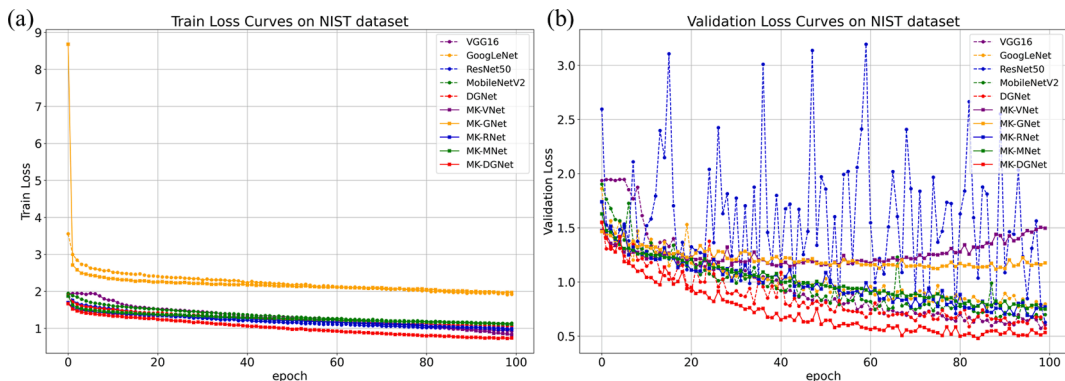 (a)
Train Loss Curves on NIST dataset
9
8
7
6
5
4
3
2
1
Train Loss
0
20
40
60
80
100
epoch
VGG16
GoogLeNet
ResNet50
MobileNetV2
DGNet
MK-VNet
MK-GNet
MK-RNet
MK-MNet
MK-DGNet
(b)
Validation Loss Curves on NIST dataset
3.0
2.5
2.0
1.5
1.0
0.5
Validation Loss
0
20
40
60
80
100
epoch
VGG16
GoogLeNet
ResNet50
MobileNetV2
DGNet
MK-VNet
MK-GNet
MK-RNet
MK-MNet
MK-DGNet